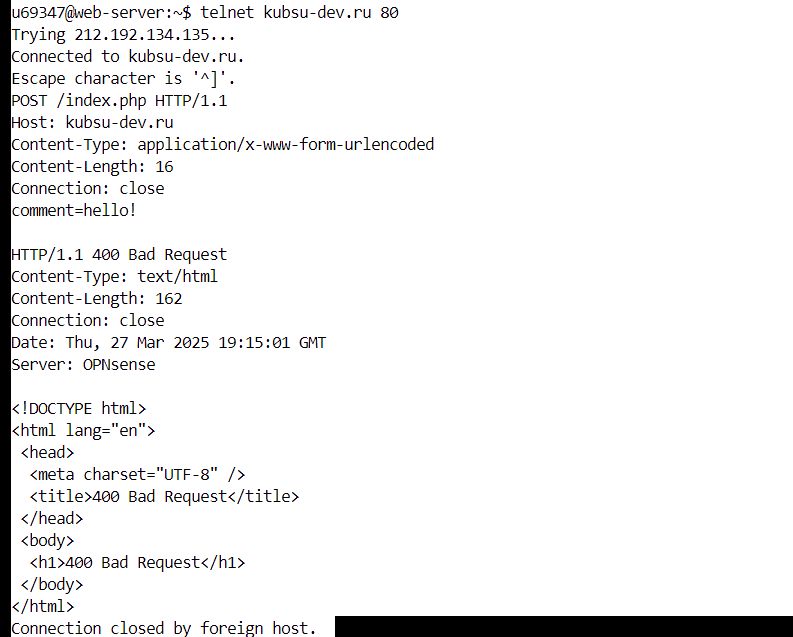 u69347@web-server:~$ telnet kubsu-dev.ru 80
Trying 212.192.134.135...
Connected to kubsu-dev.ru.
Escape character is '^]'.
POST /index.php HTTP/1.1
Host: kubsu-dev.ru
Content-Type: application/x-www-form-urlencoded
Content-Length: 16
Connection: close
comment=hello!

HTTP/1.1 400 Bad Request
Content-Type: text/html
Content-Length: 162
Connection: close
Date: Thu, 27 Mar 2025 19:15:01 GMT
Server: OPNsense

<!DOCTYPE html>
<html lang="en">
 <head>
  <meta charset="UTF-8" />
  <title>400 Bad Request</title>
 </head>
 <body>
  <h1>400 Bad Request</h1>
 </body>
</html>
Connection closed by foreign host.